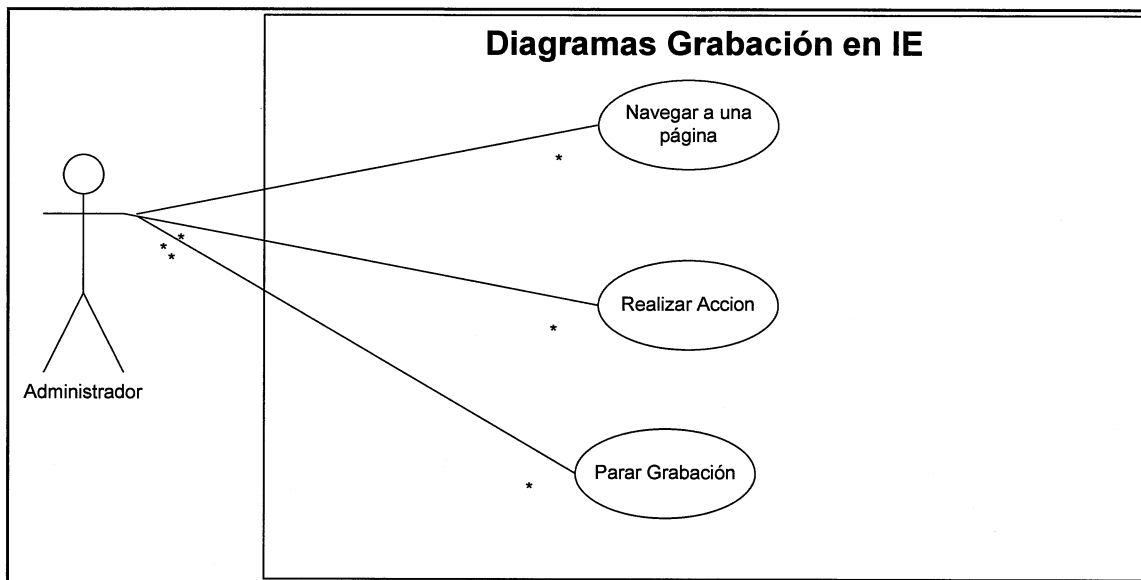 Diagramas Grabación en IE
Navegar a una
página
*
*
*
*
Realizar Accion
*
Administrador
Parar Grabación
*